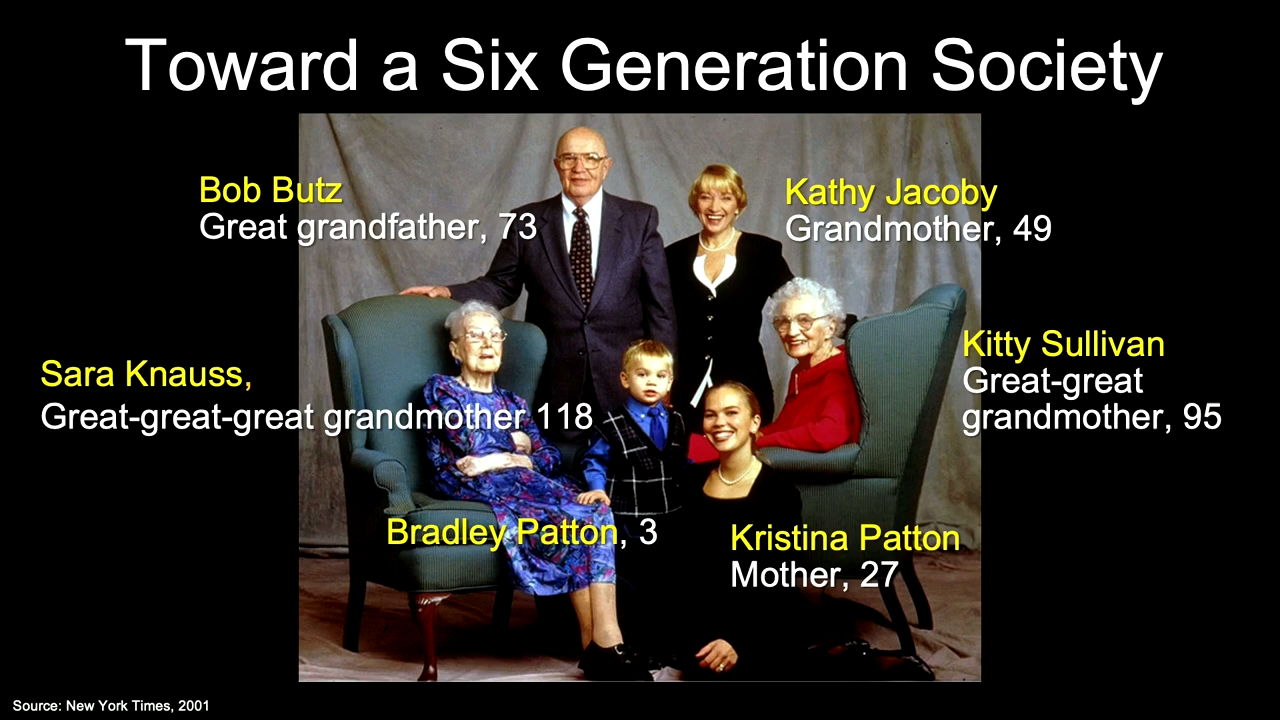 Toward a Six Generation Society
Bob Butz
Great grandfather, 73
Kathy Jacoby
Grandmother, 49
Sara Knauss,
Great-great-great grandmother 118
Kitty Sullivan
Great-great
grandmother, 95
Bradley Patton, 3
Kristina Patton
Mother, 27
Source: New York Times, 2001